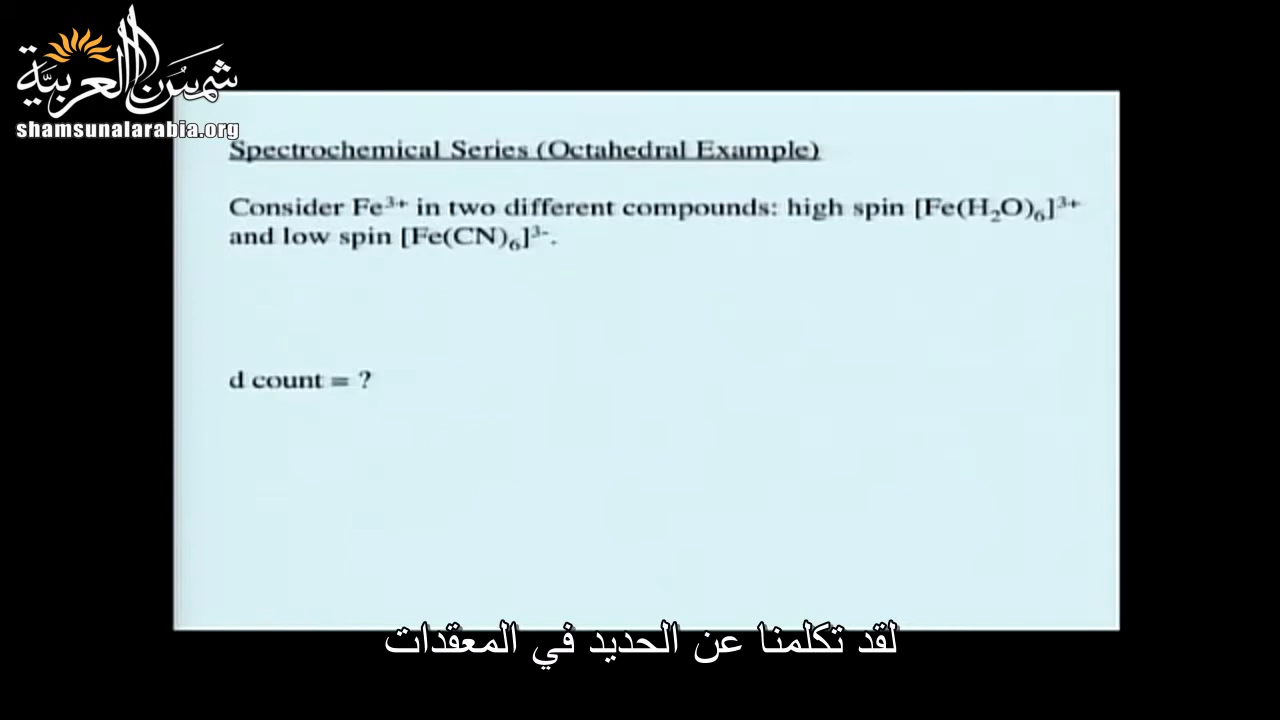 شمس العربية
shamsunalarabia.org
Spectrochemical Series (Octahedral Example)
Consider Fe³⁺ in two different compounds: high spin [Fe(H₂O)₆]³⁺
and low spin [Fe(CN)₆]³⁻.
d count = ?
لقد تكلمنا عن الحديد في المعقدات